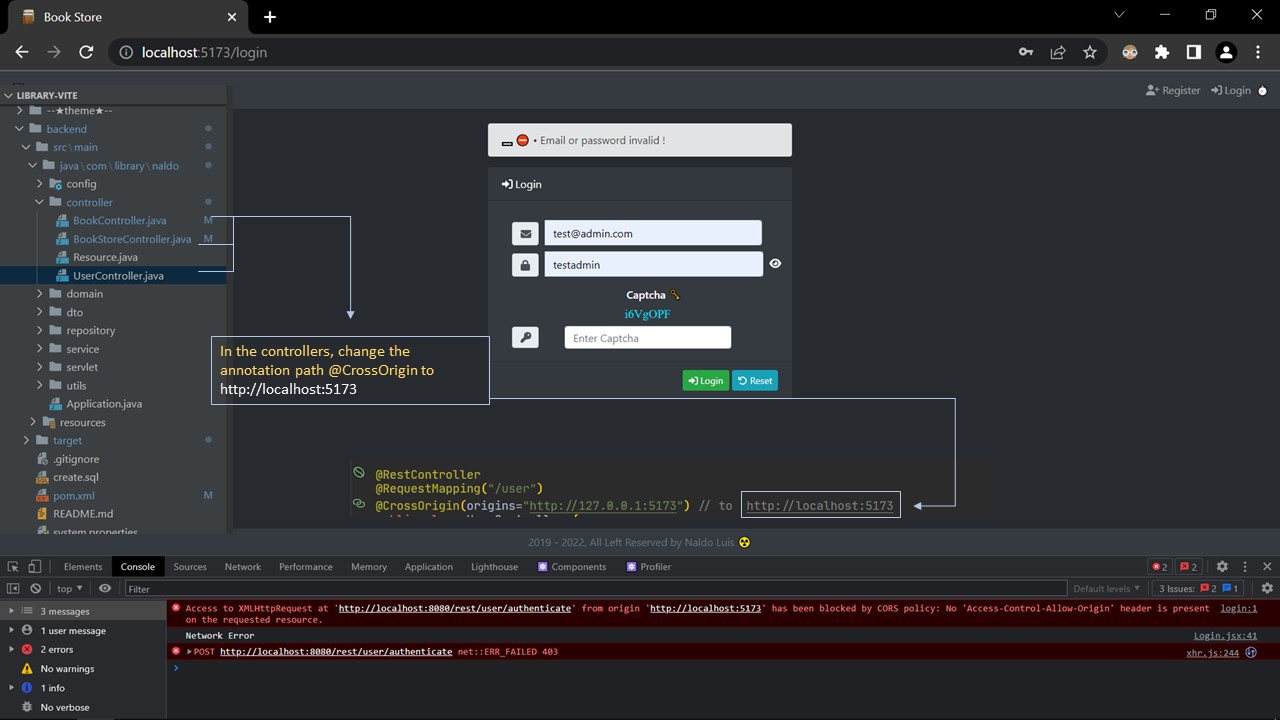 Book Store
localhost:5173/login
LIBRARY-VITE
--★theme★--
backend
src\main
java\com\library\naldo
config
controller
BookController.java M
BookStoreController.java M
Resource.java
UserController.java
domain
dto
repository
service
servlet
utils
Application.java
resources
target
.gitignore
create.sql
pom.xml M
README.md
system.properties
Register Login
• Email or password invalid !
Login
test@admin.com
testadmin
Captcha
i6VgOPF
Enter Captcha
Login Reset
In the controllers, change the
annotation path @CrossOrigin to
http://localhost:5173
@RestController
@RequestMapping("/user")
@CrossOrigin(origins="http://127.0.0.1:5173") // to http://localhost:5173
2019 - 2022, All Left Reserved by Naldo Luis
Elements Console Sources Network Performance Memory Application Lighthouse Components Profiler 2 2
top Filter Default levels 3 Issues: 2 1
3 messages
1 user message
2 errors
No warnings
1 info
No verbose
Access to XMLHttpRequest at 'http://localhost:8080/rest/user/authenticate' from origin 'http://localhost:5173' has been blocked by CORS policy: No 'Access-Control-Allow-Origin' header is present login:1
on the requested resource.
Network Error Login.jsx:41
POST http://localhost:8080/rest/user/authenticate net::ERR_FAILED 403 xhr.js:244